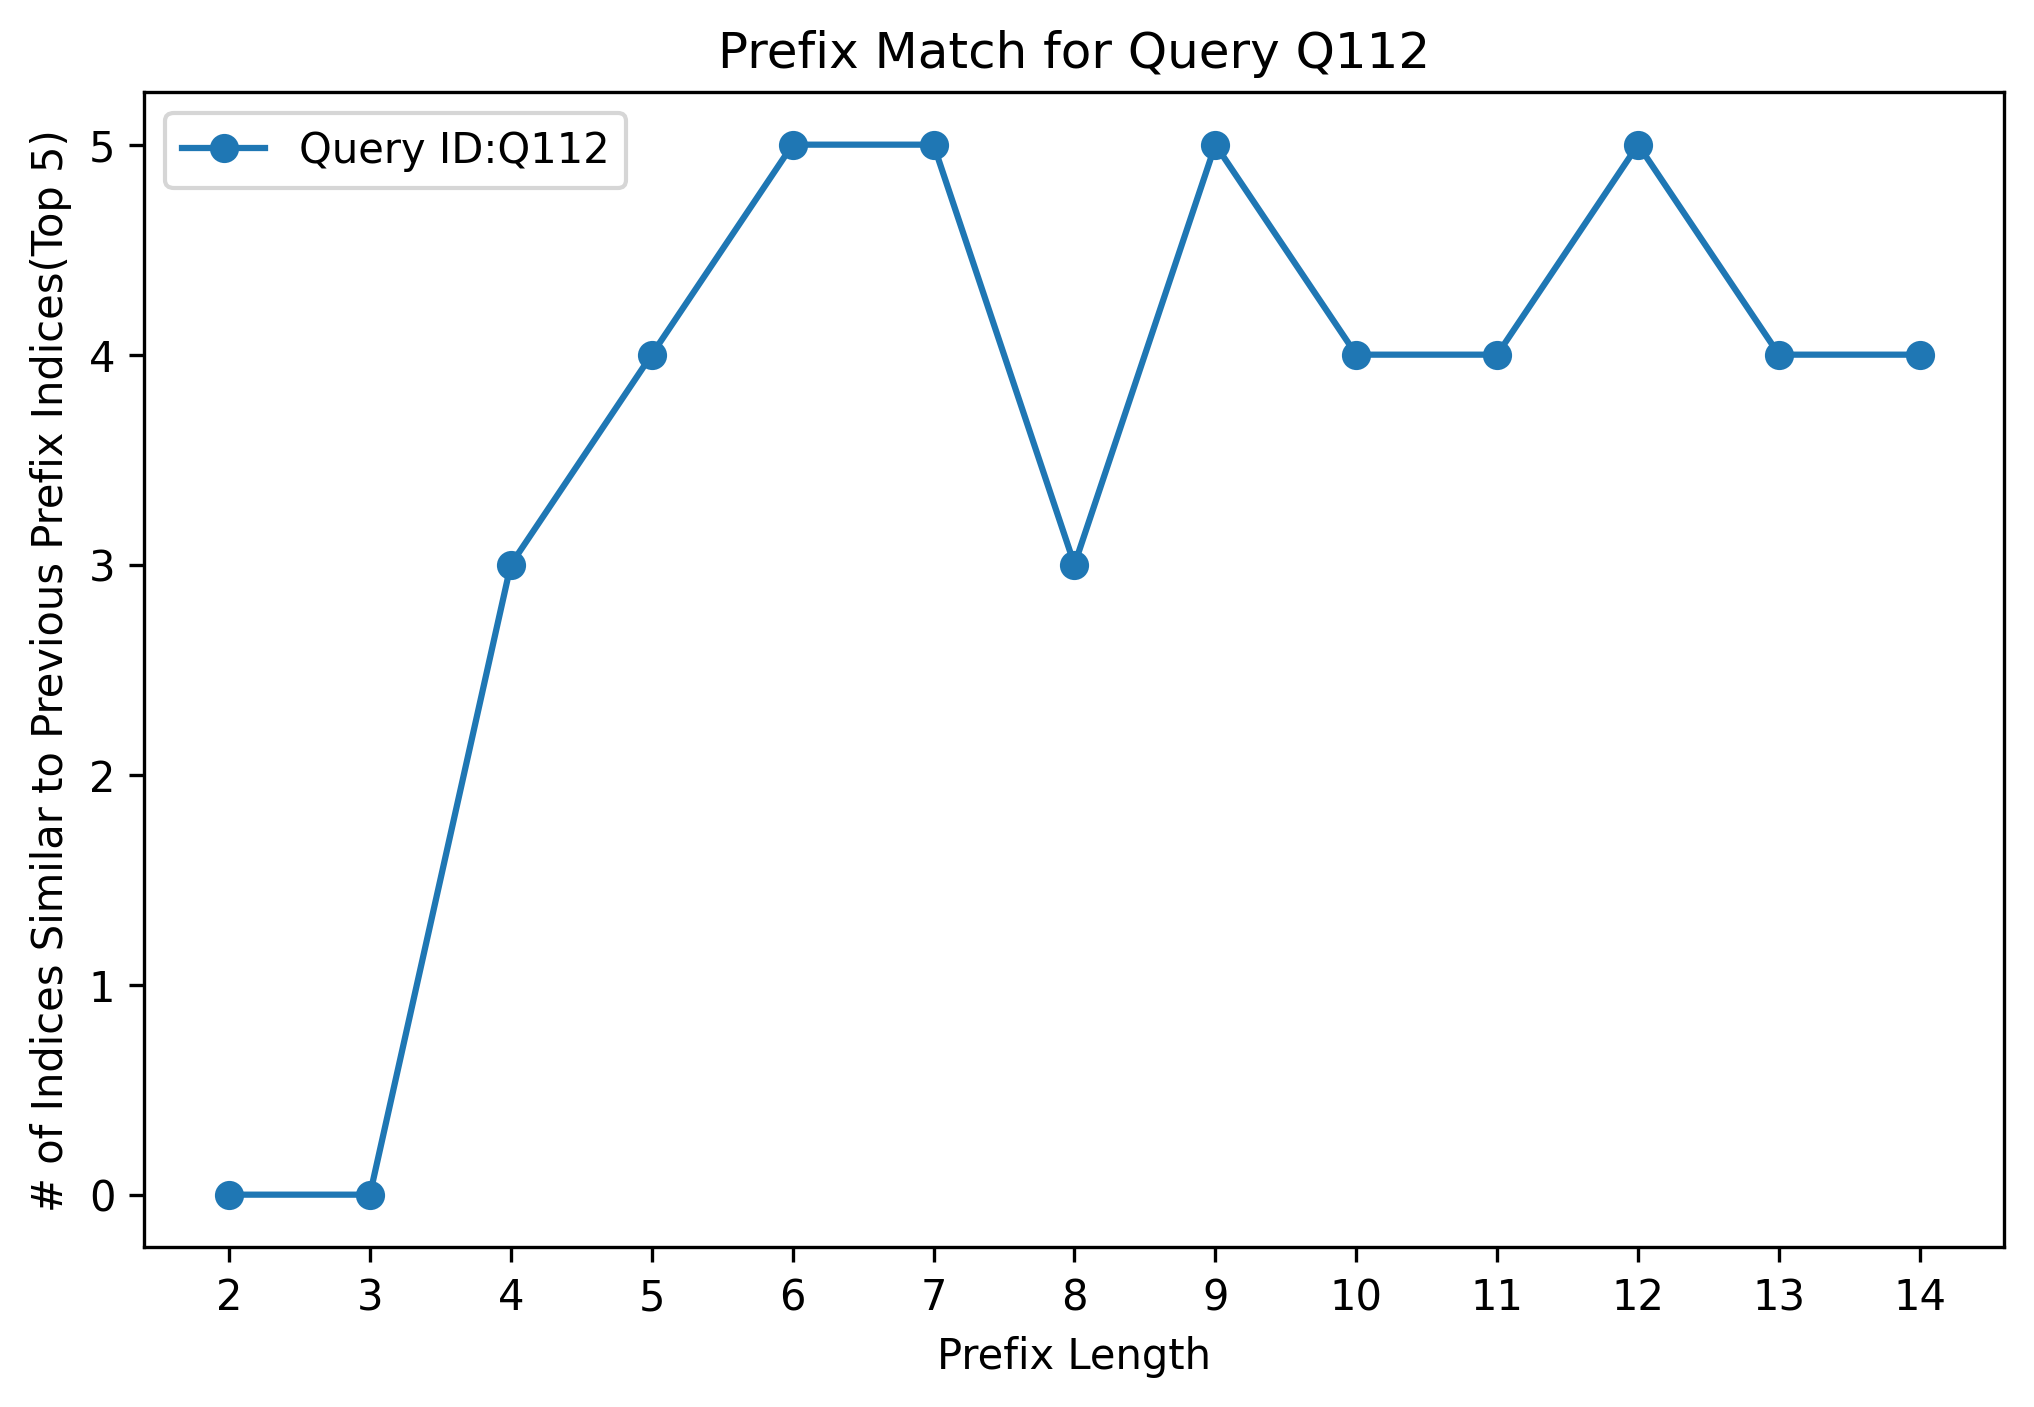 Prefix Match for Query Q112
Query ID:Q112
# of Indices Similar to Previous Prefix Indices(Top 5)
5
4
3
2
1
0
2 3 4 5 6 7 8 9 10 11 12 13 14
Prefix Length